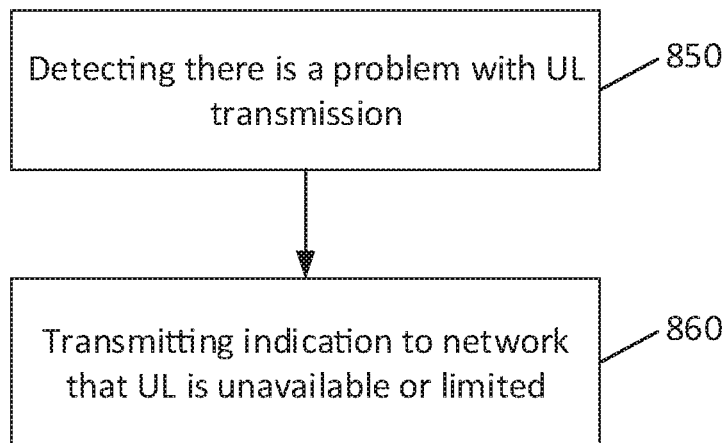 Detecting there is a problem with UL
transmission
850
Transmitting indication to network
that UL is unavailable or limited
860